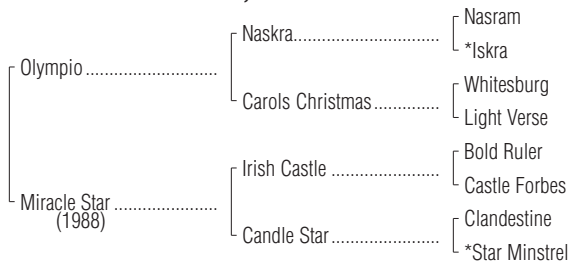 Nasram
Naskra........................................
*Iskra
Olympio...................................
Whitesburg
Carols Christmas..................
Light Verse
Bold Ruler
Irish Castle .............................
Castle Forbes
Miracle Star ...........................
(1988)
Clandestine
Candle Star.............................
*Star Minstrel